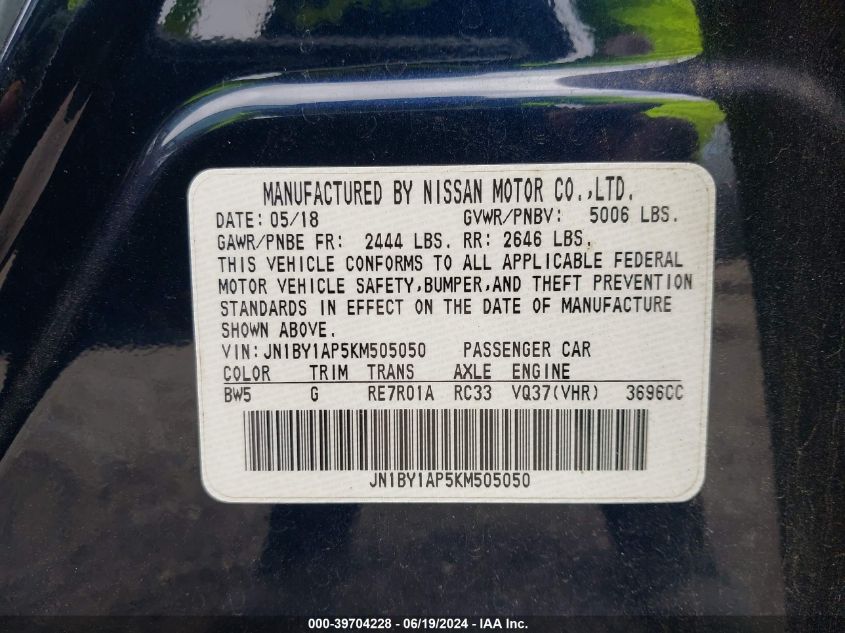 MANUFACTURED BY NISSAN MOTOR CO.,LTD.
DATE: 05/18 GVWR/PNBV: 5006 LBS.
GAWR/PNBE FR: 2444 LBS. RR: 2646 LBS.
THIS VEHICLE CONFORMS TO ALL APPLICABLE FEDERAL
MOTOR VEHICLE SAFETY,BUMPER,AND THEFT PREVENTION
STANDARDS IN EFFECT ON THE DATE OF MANUFACTURE
SHOWN ABOVE.
VIN: JN1BY1AP5KM505050 PASSENGER CAR
COLOR TRIM TRANS AXLE ENGINE
BW5 G RE7R01A RC33 VQ37(VHR) 3696CC
JN1BY1AP5KM505050
000-39704228 - 06/19/2024 - IAA Inc.